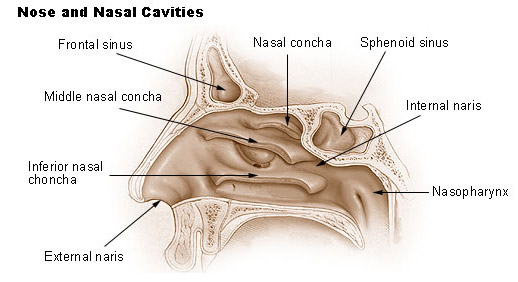 Nose and Nasal Cavities
Frontal sinus
Nasal concha
Sphenoid sinus
Middle nasal concha
Internal naris
Inferior nasal
choncha
Nasopharynx
External naris